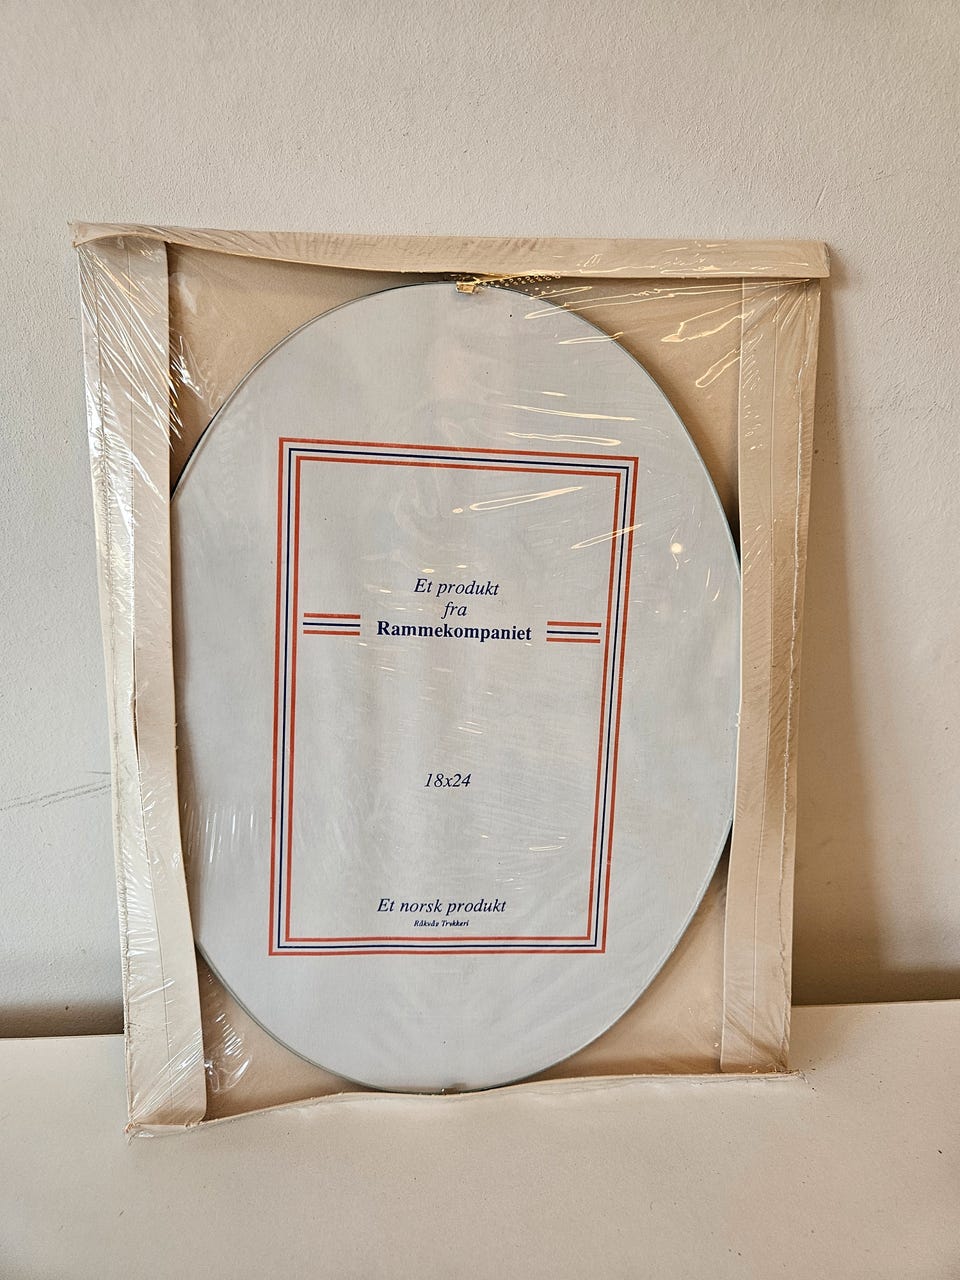 Et produkt
fra
Rammekompaniet
18x24
Et norsk produkt
Råkvåg Trykkeri